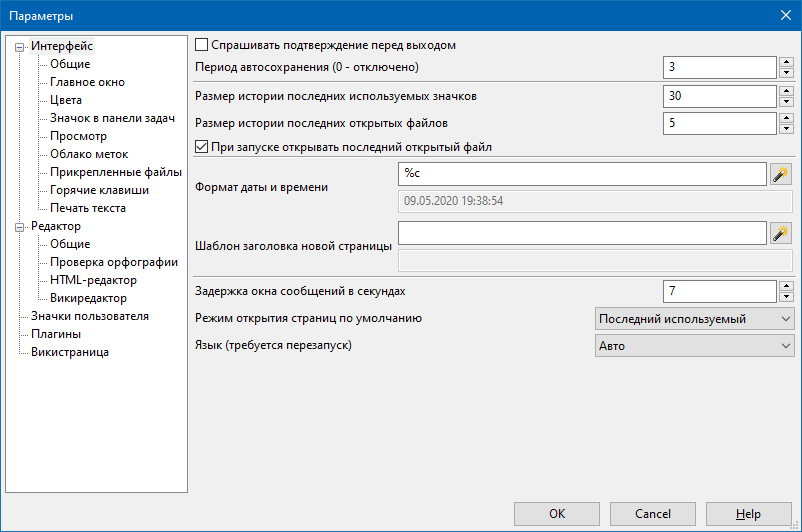 Параметры
Интерфейс
Общие
Главное окно
Цвета
Значок в панели задач
Просмотр
Облако меток
Прикрепленные файлы
Горячие клавиши
Печать текста
Редактор
Общие
Проверка орфографии
HTML-редактор
Викиредактор
Значки пользователя
Плагины
Викистраница
Спрашивать подтверждение перед выходом
Период автосохранения (0 - отключено) 3
Размер истории последних используемых значков 30
Размер истории последних открытых файлов 5
При запуске открывать последний открытый файл
Формат даты и времени %c
09.05.2020 19:38:54
Шаблон заголовка новой страницы
Задержка окна сообщений в секундах 7
Режим открытия страниц по умолчанию Последний используемый
Язык (требуется перезапуск) Авто
OK Cancel Help